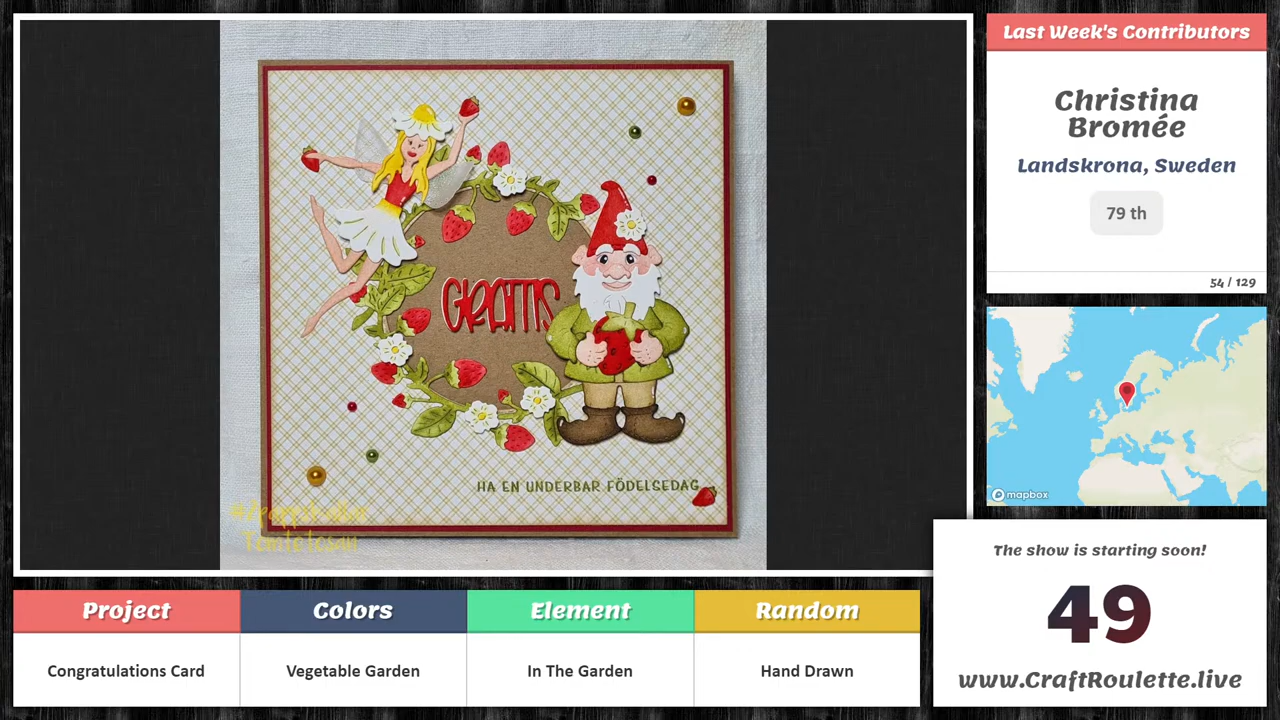 GRATTIS
HA EN UNDERBAR FÖDELSEDAG
Last Week's Contributors
Christina
Bromée
Landskrona, Sweden
79 th
54 / 129
mapbox
The show is starting soon!
49
www.CraftRoulette.live
Project
Colors
Element
Random
Congratulations Card
Vegetable Garden
In The Garden
Hand Drawn